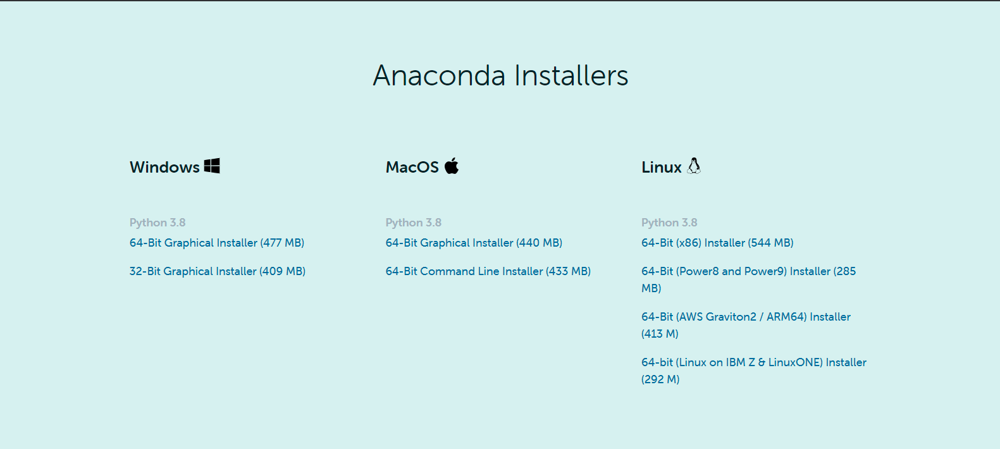 Anaconda Installers
Windows
Python 3.8
64-Bit Graphical Installer (477 MB)
32-Bit Graphical Installer (409 MB)
MacOS
Python 3.8
64-Bit Graphical Installer (440 MB)
64-Bit Command Line Installer (433 MB)
Linux
Python 3.8
64-Bit (x86) Installer (544 MB)
64-Bit (Power8 and Power9) Installer (285
MB)
64-Bit (AWS Graviton2 / ARM64) Installer
(413 M)
64-bit (Linux on IBM Z & LinuxONE) Installer
(292 M)